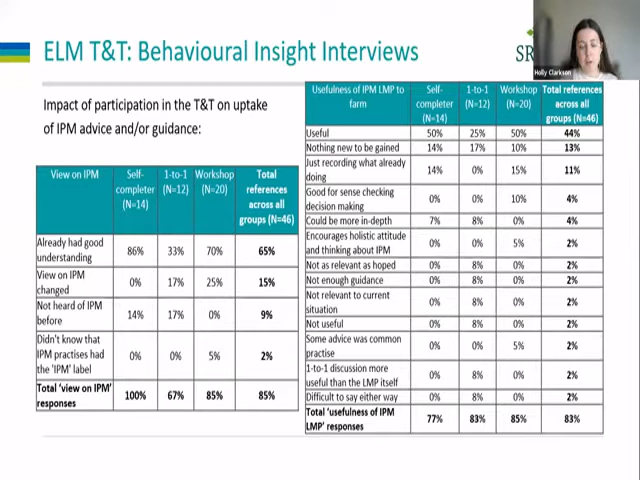 ELM T&T: Behavioural Insight Interviews
SR
Holly Clarkson
Impact of participation in the T&T on uptake
of IPM advice and/or guidance:
View on IPM
Self-
completer
(N=14)
1-to-1
(N=12)
Workshop
(N=20)
Total
references
across all
groups (N=46)
Already had good
understanding
86% 33% 70% 65%
View on IPM
changed
0% 17% 25% 15%
Not heard of IPM
before
14% 17% 0% 9%
Didn't know that
IPM practises had
the 'IPM' label
0% 0% 5% 2%
Total 'view on IPM'
responses
100% 67% 85% 85%
Usefulness of IPM LMP to
farm
Self-
completer
(N=14)
1-to-1
(N=12)
Workshop
(N=20)
Total references
across all
groups (N=46)
Useful 50% 25% 50% 44%
Nothing new to be gained 14% 17% 10% 13%
Just recording what already
doing
14% 0% 15% 11%
Good for sense checking
decision making
0% 0% 10% 4%
Could be more in-depth 7% 8% 0% 4%
Encourages holistic attitude
and thinking about IPM
0% 0% 5% 2%
Not as relevant as hoped 0% 8% 0% 2%
Not enough guidance 0% 8% 0% 2%
Not relevant to current
situation
0% 8% 0% 2%
Not useful 0% 8% 0% 2%
Some advice was common
practise
0% 0% 5% 2%
1-to-1 discussion more
useful than the LMP itself
0% 8% 0% 2%
Difficult to say either way 0% 8% 0% 2%
Total 'usefulness of IPM
LMP' responses
77% 83% 85% 83%